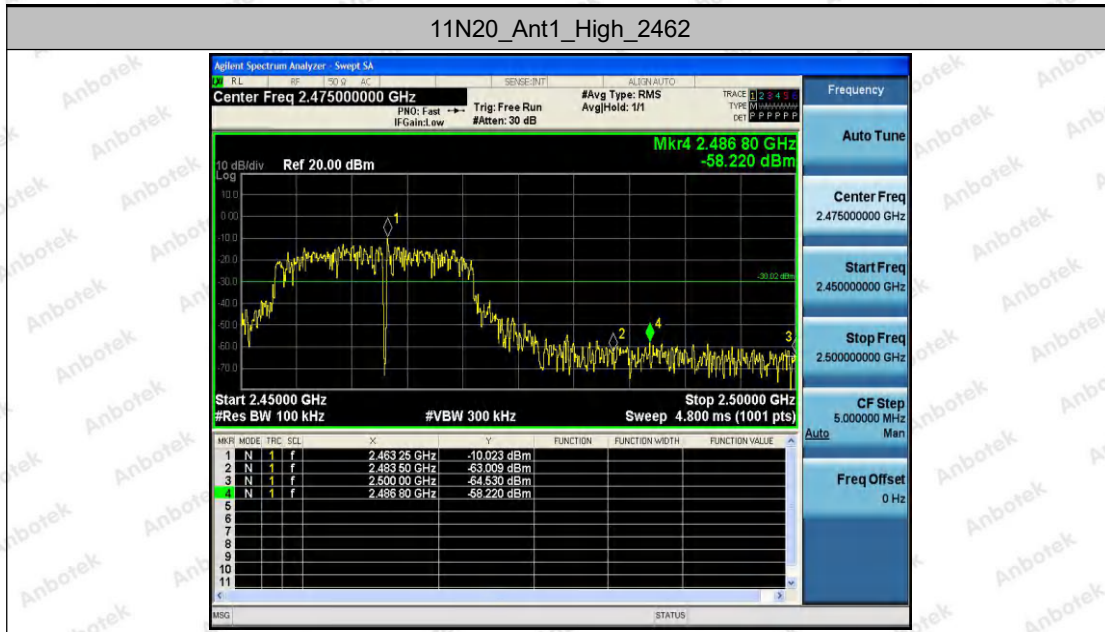 11N20_Ant1_High_2462
Agilent Spectrum Analyzer - Swept SA
RL RF 50 Ω AC SENSE:INT ALIGN AUTO
Center Freq 2.475000000 GHz
PNO: Fast
IFGain:Low
Trig: Free Run
#Atten: 30 dB
#Avg Type: RMS
Avg|Hold: 1/1
TRACE 1 2 3 4 5 6
TYPE M
DET P P P P P P
Mkr4 2.486 80 GHz
-58.220 dBm
10 dB/div Ref 20.00 dBm
Log
10.0
0.00
-10.0
-20.0
-30.0
-40.0
-50.0
-60.0
-70.0
1
2
4
3
-30.02 dBm
Start 2.45000 GHz Stop 2.50000 GHz
#Res BW 100 kHz #VBW 300 kHz Sweep 4.800 ms (1001 pts)
MKR MODE TRC SCL X Y FUNCTION FUNCTION WIDTH FUNCTION VALUE
1 N 1 f 2.463 25 GHz -10.023 dBm
2 N 1 f 2.483 50 GHz -63.009 dBm
3 N 1 f 2.500 00 GHz -64.530 dBm
4 N 1 f 2.486 80 GHz -58.220 dBm
5
6
7
8
9
10
11
MSG STATUS
Frequency
Auto Tune
Center Freq
2.475000000 GHz
Start Freq
2.450000000 GHz
Stop Freq
2.500000000 GHz
CF Step
5.000000 MHz
Auto Man
Freq Offset
0 Hz
Anbotek